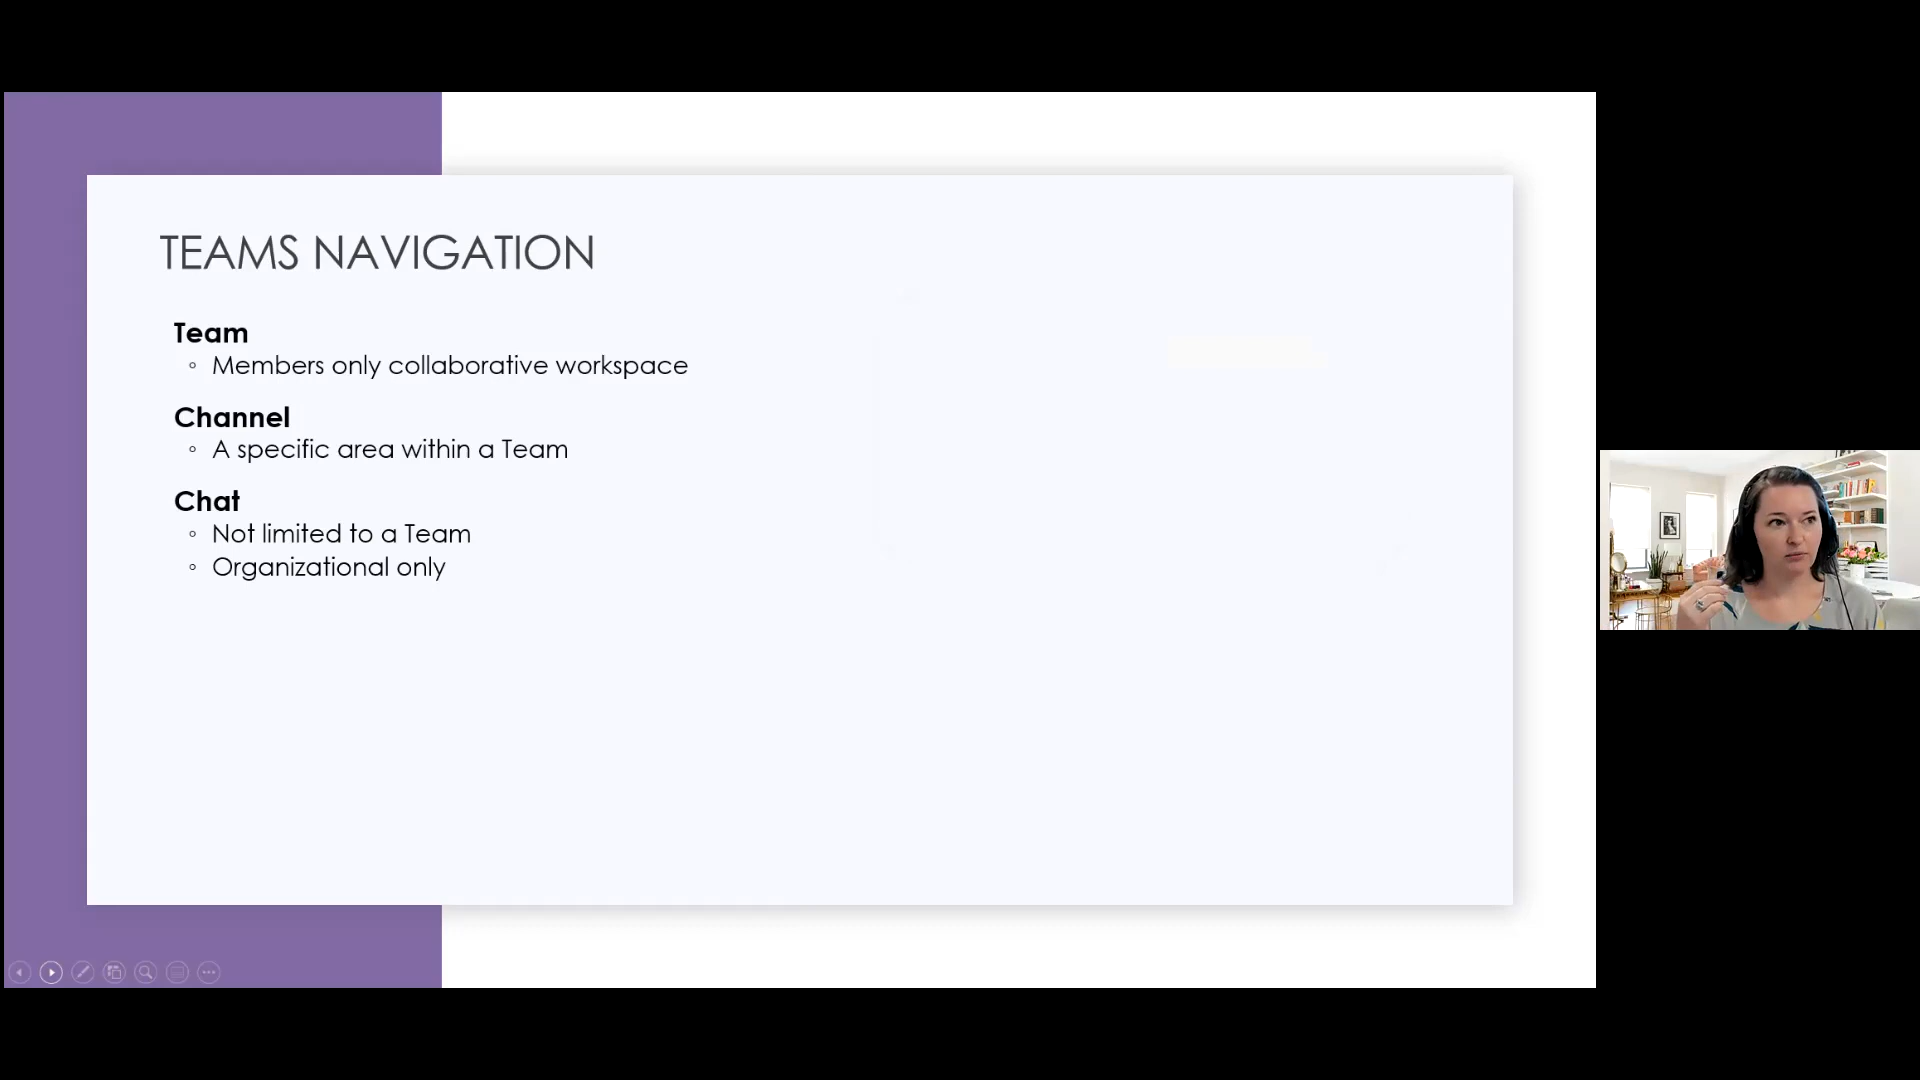 TEAMS NAVIGATION
Team
◦ Members only collaborative workspace
Channel
◦ A specific area within a Team
Chat
◦ Not limited to a Team
◦ Organizational only